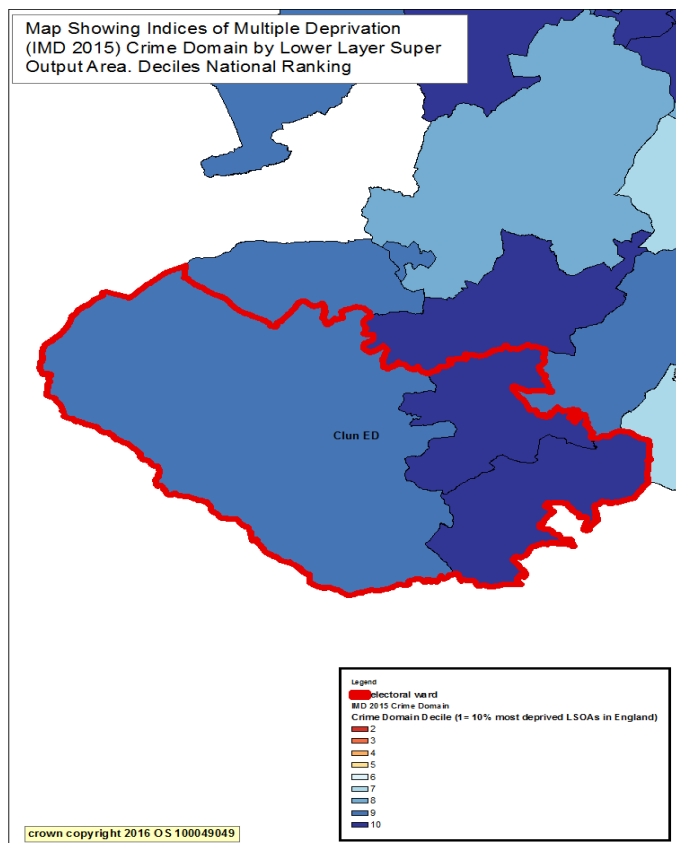 Map Showing Indices of Multiple Deprivation
(IMD 2015) Crime Domain by Lower Layer Super
Output Area. Deciles National Ranking
Clun ED
Legend
electoral ward
IMD 2015 Crime Domain
Crime Domain Decile (1= 10% most deprived LSOAs in England)
2
3
4
5
6
7
8
9
10
crown copyright 2016 OS 100049049